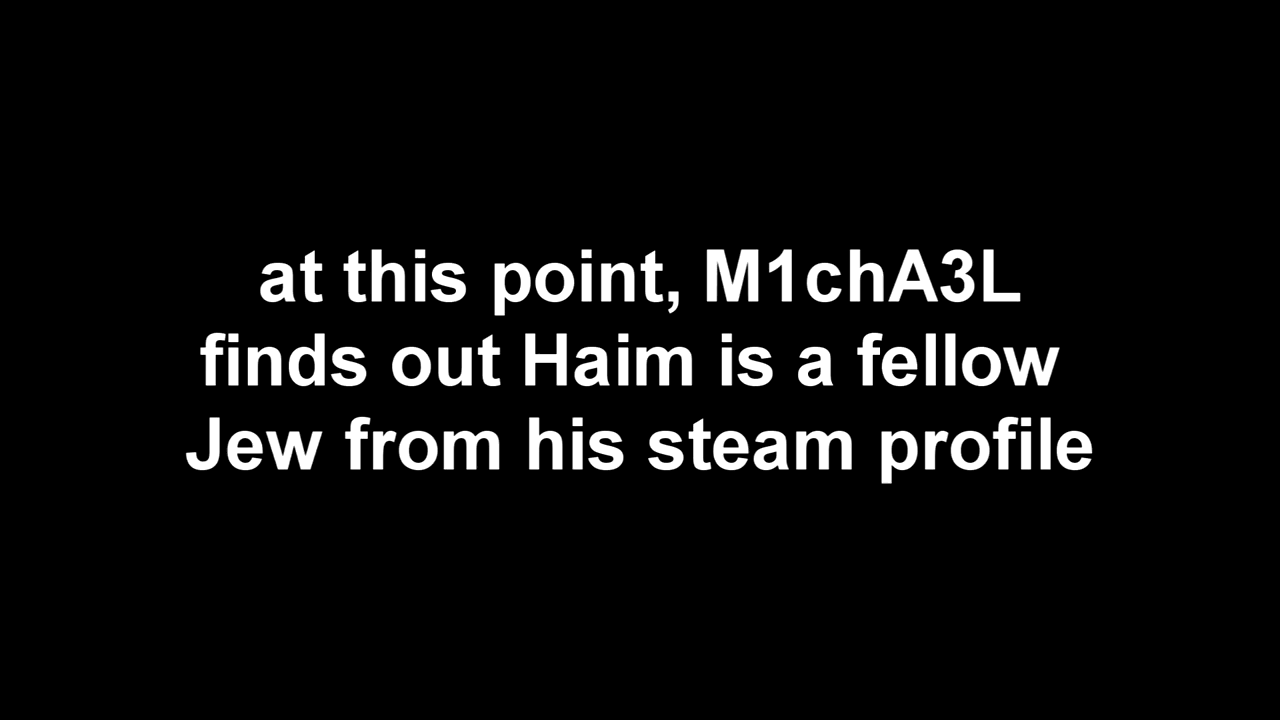 at this point, M1chA3L
finds out Haim is a fellow
Jew from his steam profile